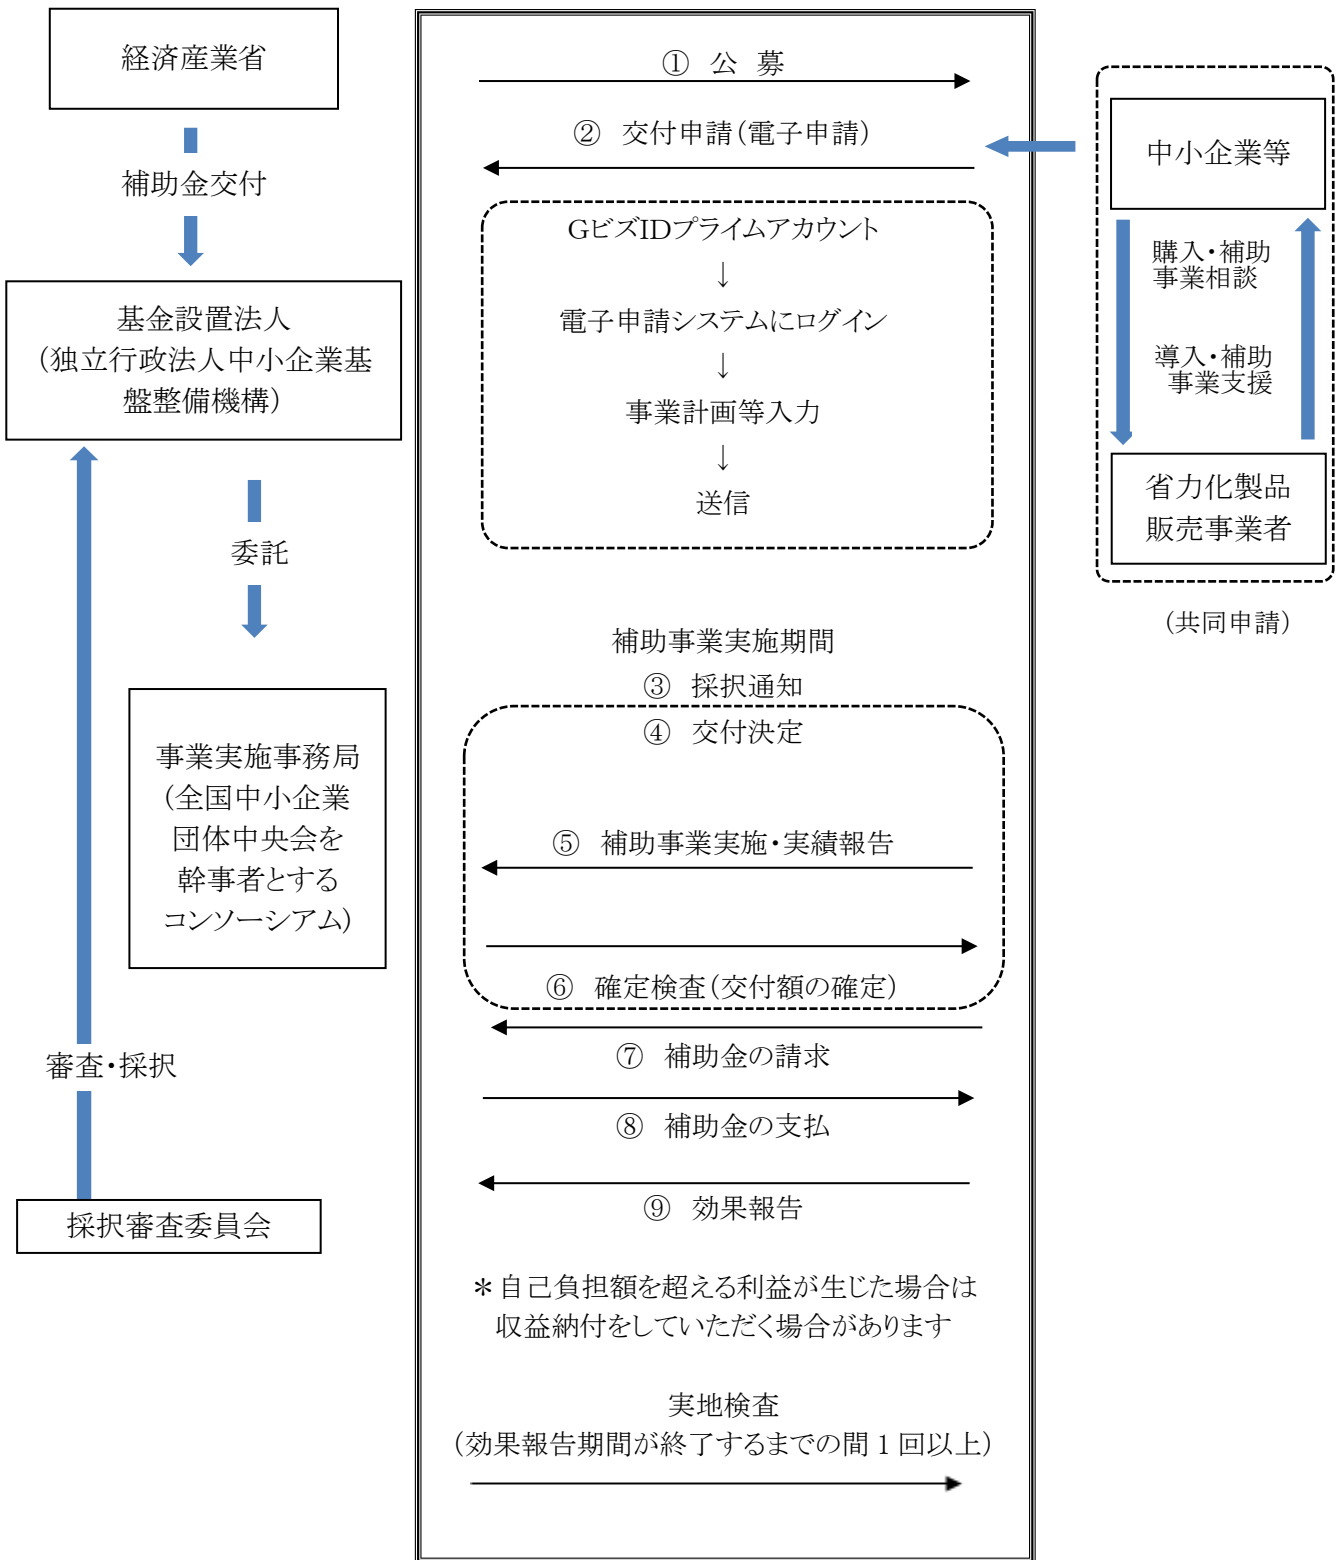 経済産業省
補助金交付
基金設置法人
(独立行政法人中小企業基
盤整備機構)
委託
事業実施事務局
(全国中小企業
団体中央会を
幹事者とする
コンソーシアム)
審査・採択
採択審査委員会
① 公 募
② 交付申請(電子申請)
GビズIDプライムアカウント
↓
電子申請システムにログイン
↓
事業計画等入力
↓
送信
補助事業実施期間
③ 採択通知
④ 交付決定
⑤ 補助事業実施・実績報告
⑥ 確定検査(交付額の確定)
⑦ 補助金の請求
⑧ 補助金の支払
⑨ 効果報告
＊自己負担額を超える利益が生じた場合は
収益納付をしていただく場合があります
実地検査
(効果報告期間が終了するまでの間 1 回以上)
中小企業等
購入・補助
事業相談
導入・補助
事業支援
省力化製品
販売事業者
(共同申請)